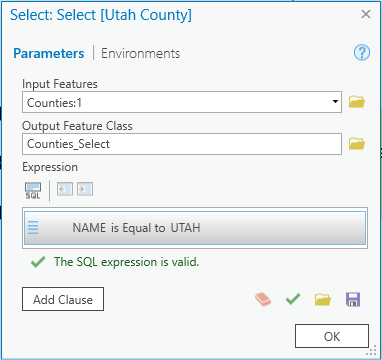 Select: Select [Utah County]
Parameters | Environments
Input Features
Counties:1
Output Feature Class
Counties_Select
Expression
SQL
NAME is Equal to UTAH
The SQL expression is valid.
Add Clause
OK